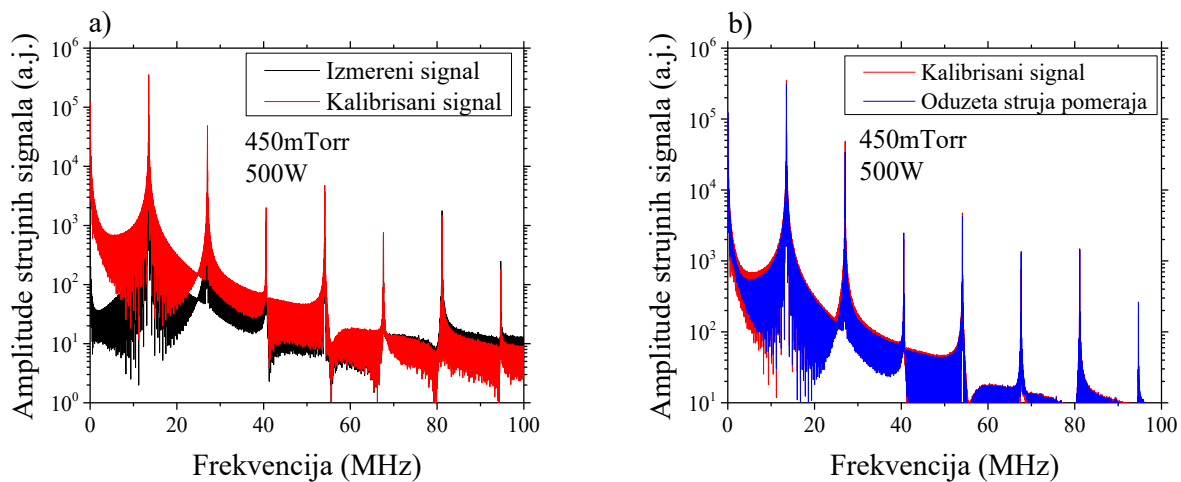 a)
Amplitude strujnih signala (a.j.)
10^6
10^5
10^4
10^3
10^2
10^1
10^0
Izmereni signal
Kalibrisani signal
450mTorr
500W
0 20 40 60 80 100
Frekvencija (MHz)
b)
Amplitude strujnih signala (a.j.)
10^6
10^5
10^4
10^3
10^2
10^1
Kalibrisani signal
Oduzeta struja pomeraja
450mTorr
500W
0 20 40 60 80 100
Frekvencija (MHz)